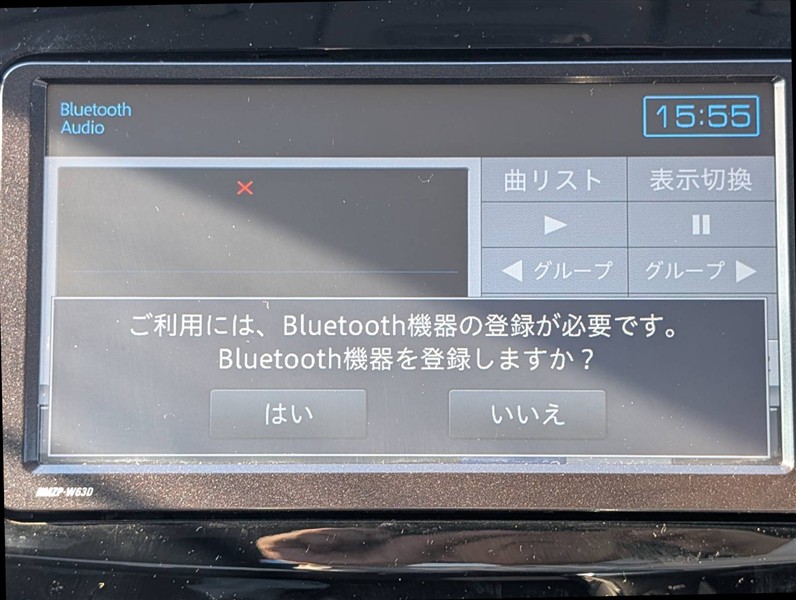 Bluetooth
Audio
15:55
曲リスト
表示切換
グループ
グループ
ご利用には、Bluetooth機器の登録が必要です。
Bluetooth機器を登録しますか？
はい
いいえ
NMZP-W63D